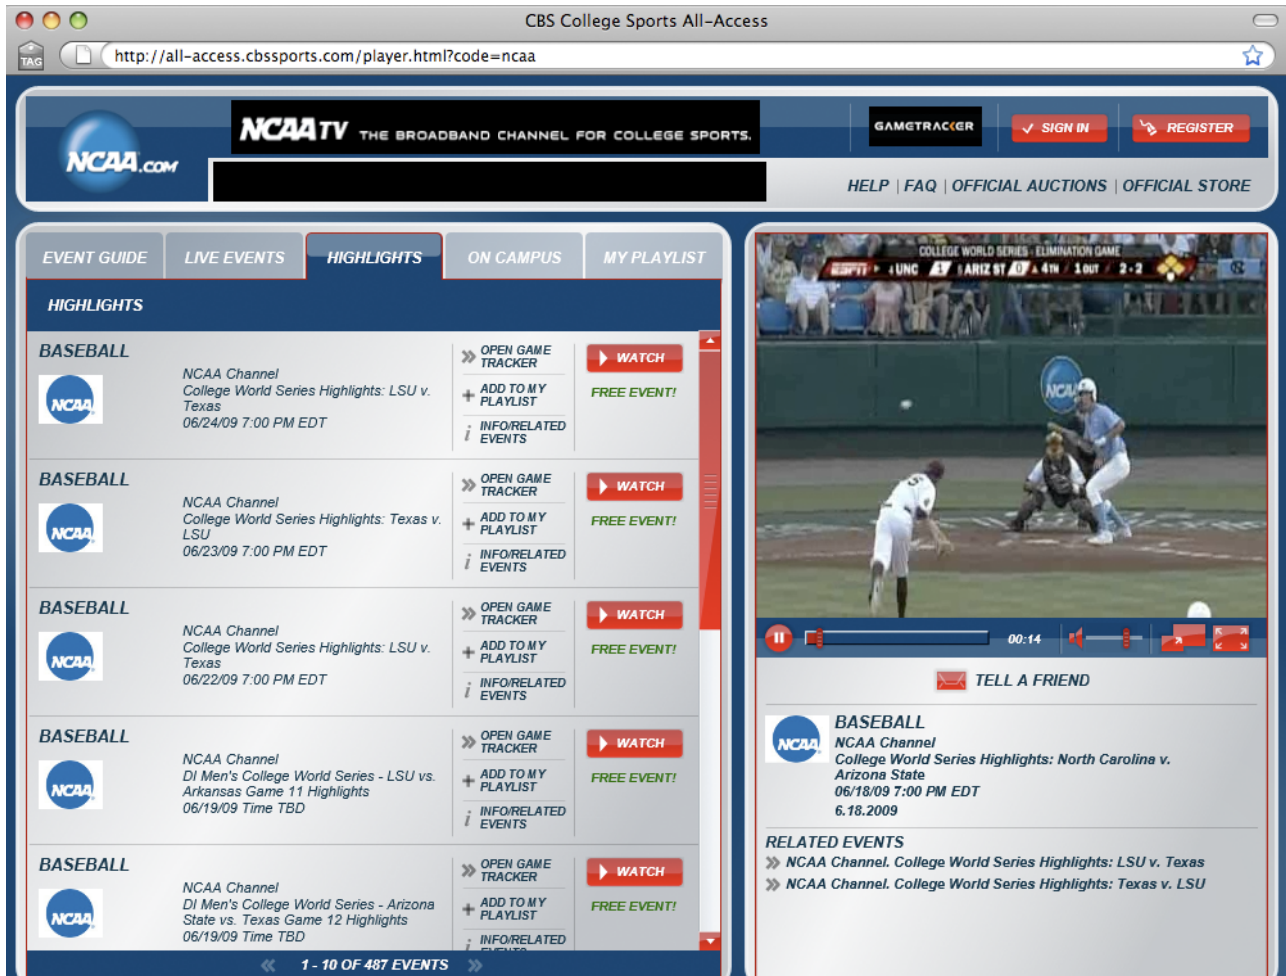 CBS College Sports All-Access
TAG
http://all-access.cbssports.com/player.html?code=ncaa
NCAA.COM
NCAA TV THE BROADBAND CHANNEL FOR COLLEGE SPORTS.
GAMETRACKER
SIGN IN
REGISTER
HELP | FAQ | OFFICIAL AUCTIONS | OFFICIAL STORE
EVENT GUIDE
LIVE EVENTS
HIGHLIGHTS
ON CAMPUS
MY PLAYLIST
HIGHLIGHTS
BASEBALL
NCAA
NCAA Channel
College World Series Highlights: LSU v.
Texas
06/24/09 7:00 PM EDT
OPEN GAME
TRACKER
ADD TO MY
PLAYLIST
INFO/RELATED
EVENTS
WATCH
FREE EVENT!
BASEBALL
NCAA
NCAA Channel
College World Series Highlights: Texas v.
LSU
06/23/09 7:00 PM EDT
OPEN GAME
TRACKER
ADD TO MY
PLAYLIST
INFO/RELATED
EVENTS
WATCH
FREE EVENT!
BASEBALL
NCAA
NCAA Channel
College World Series Highlights: LSU v.
Texas
06/22/09 7:00 PM EDT
OPEN GAME
TRACKER
ADD TO MY
PLAYLIST
INFO/RELATED
EVENTS
WATCH
FREE EVENT!
BASEBALL
NCAA
NCAA Channel
DI Men's College World Series - LSU vs.
Arkansas Game 11 Highlights
06/19/09 Time TBD
OPEN GAME
TRACKER
ADD TO MY
PLAYLIST
INFO/RELATED
EVENTS
WATCH
FREE EVENT!
BASEBALL
NCAA
NCAA Channel
DI Men's College World Series - Arizona
State vs. Texas Game 12 Highlights
06/19/09 Time TBD
OPEN GAME
TRACKER
ADD TO MY
PLAYLIST
INFO/RELATED
EVENTS
WATCH
FREE EVENT!
1 - 10 OF 487 EVENTS
COLLEGE WORLD SERIES - ELIMINATION GAME
ESPN 4 UNC 1 ARIZ ST 0 4TH 1 OUT 2-2
NCAA
00:14
TELL A FRIEND
NCAA
BASEBALL
NCAA Channel
College World Series Highlights: North Carolina v.
Arizona State
06/18/09 7:00 PM EDT
6.18.2009
RELATED EVENTS
NCAA Channel. College World Series Highlights: LSU v. Texas
NCAA Channel. College World Series Highlights: Texas v. LSU